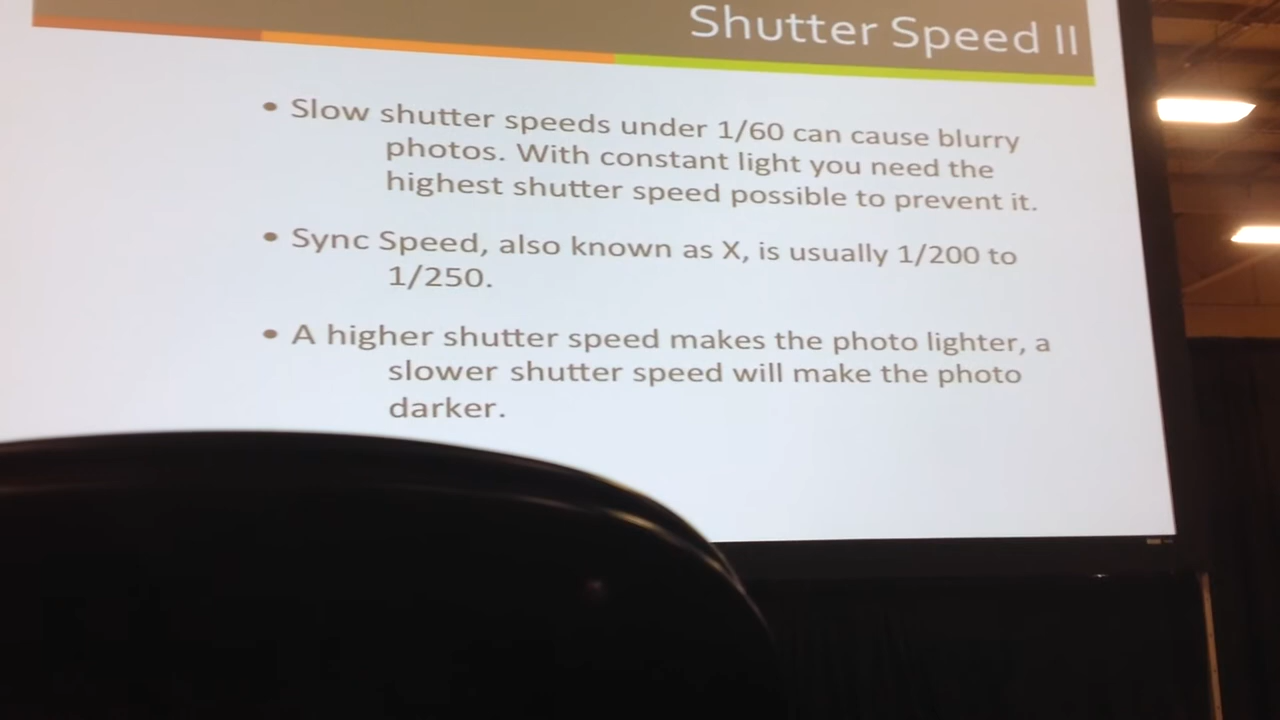 Shutter Speed II
• Slow shutter speeds under 1/60 can cause blurry
photos. With constant light you need the
highest shutter speed possible to prevent it.
• Sync Speed, also known as X, is usually 1/200 to
1/250.
• A higher shutter speed makes the photo lighter, a
slower shutter speed will make the photo
darker.